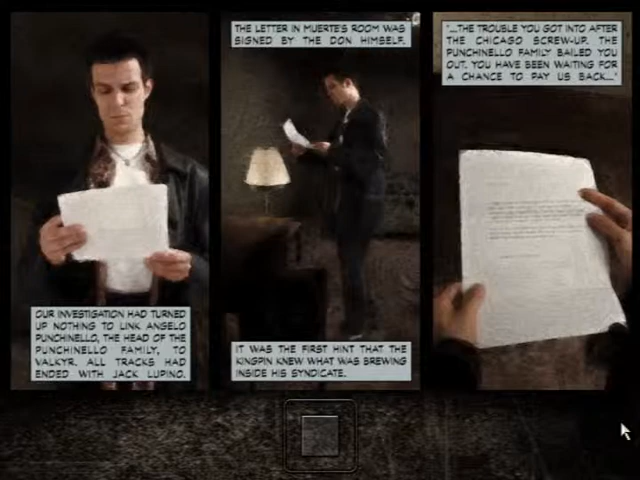 OUR INVESTIGATION HAD TURNED
UP NOTHING TO LINK ANGELO
PUNCHINELLO, THE HEAD OF THE
PUNCHINELLO FAMILY, TO
VALKYR. ALL TRACKS HAD
ENDED WITH JACK LUPINO.
THE LETTER IN MUERTE'S ROOM WAS
SIGNED BY THE DON HIMSELF.
IT WAS THE FIRST HINT THAT THE
KINGPIN KNEW WHAT WAS BREWING
INSIDE HIS SYNDICATE.
"...THE TROUBLE YOU GOT INTO AFTER
THE CHICAGO SCREW-UP. THE
PUNCHINELLO FAMILY BAILED YOU
OUT. YOU HAVE BEEN WAITING FOR
A CHANCE TO PAY US BACK..."